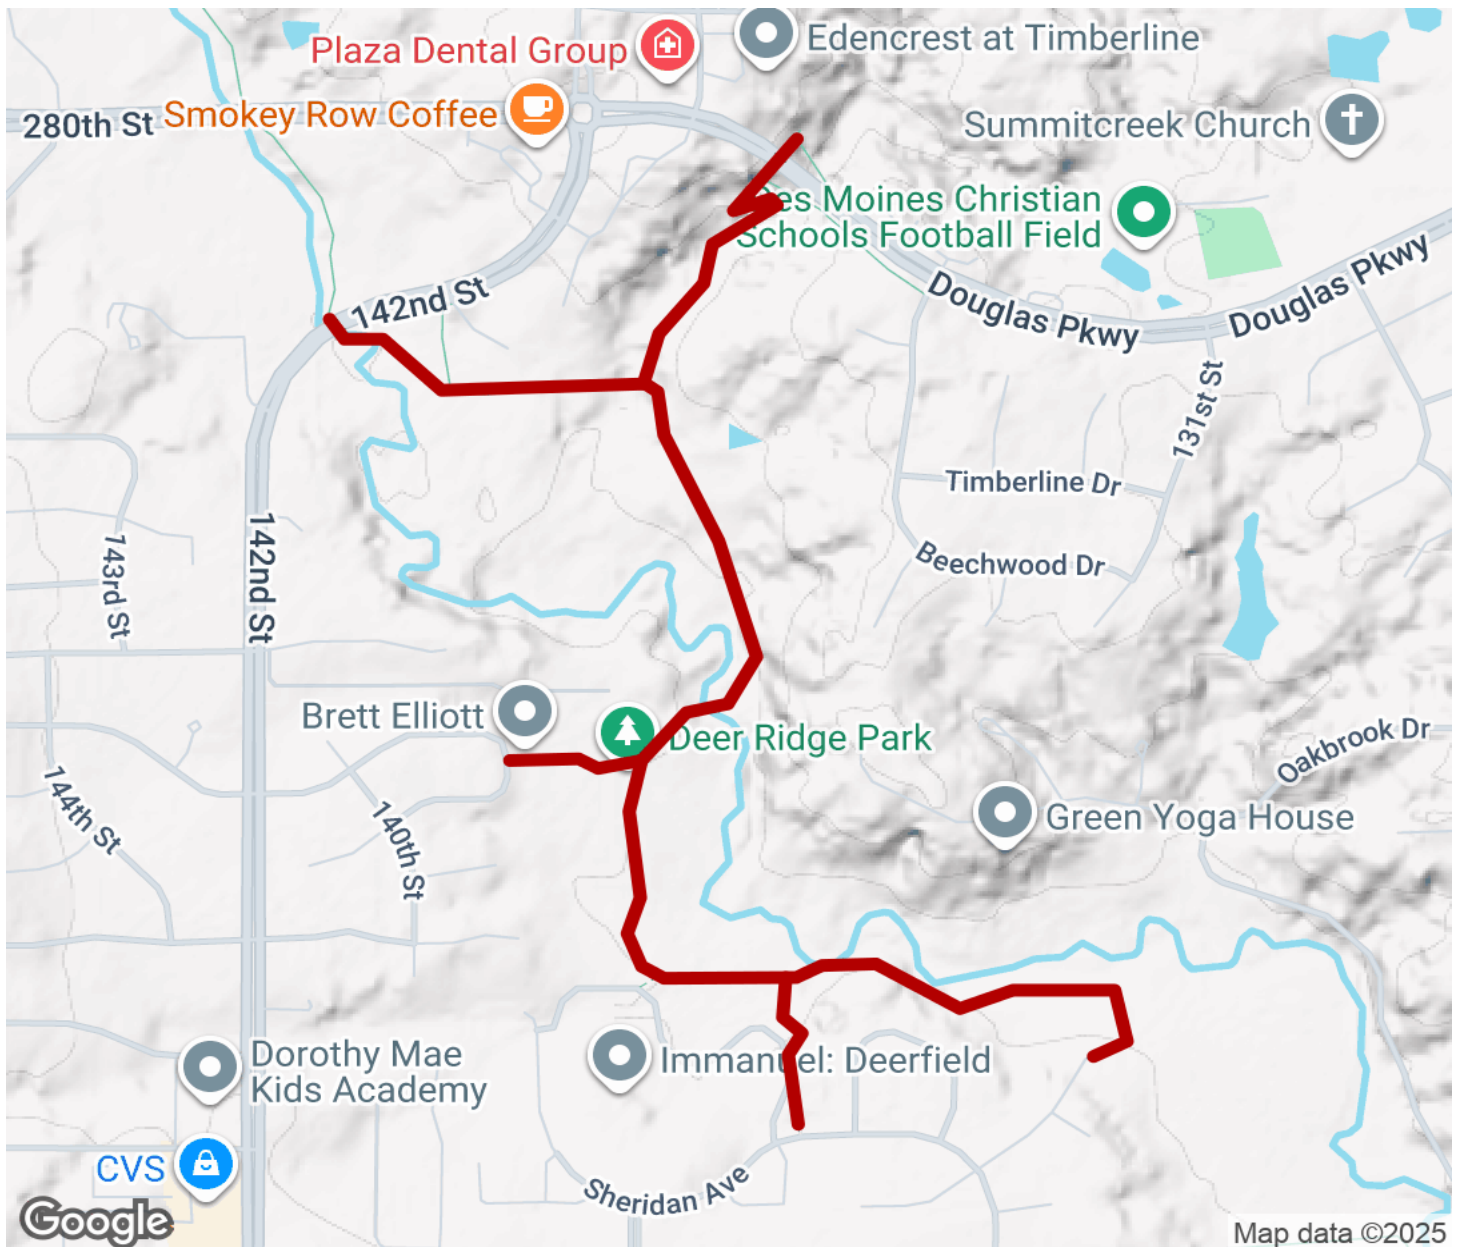 Edencrest at Timberline
Plaza Dental Group
Smokey Row Coffee
280th St
Summitcreek Church
es Moines Christian
Schools Football Field
142nd St
Douglas Pkwy
Douglas Pkwy
131st St
Timberline Dr
Beechwood Dr
142nd St
143rd St
Brett Elliott
Deer Ridge Park
Oakbrook Dr
144th St
140th St
Green Yoga House
Dorothy Mae
Kids Academy
Immanuel: Deerfield
CVS
Sheridan Ave
Google
Map data ©2025